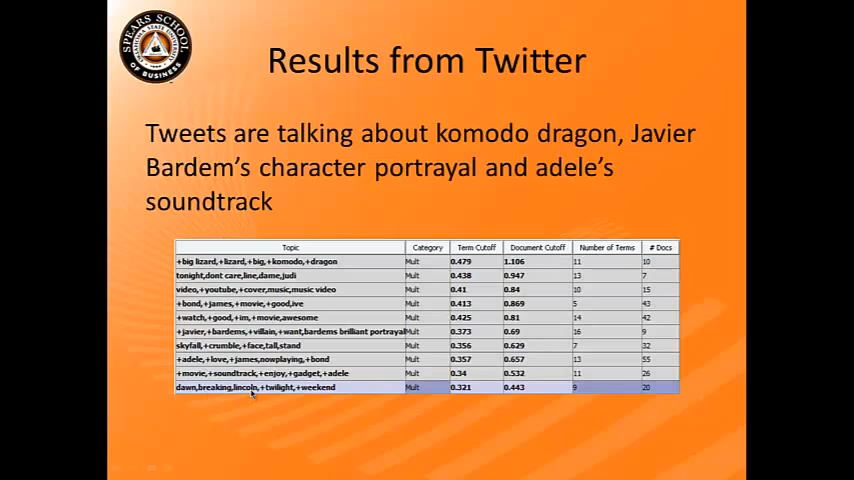 SPEARS SCHOOL
OF BUSINESS
Results from Twitter
Tweets are talking about komodo dragon, Javier
Bardem's character portrayal and adele's
soundtrack
Topic Category Term Cutoff Document Cutoff Number of Terms # Docs
+big lizard,+lizard,+big,+komodo,+dragon Mult 0.479 1.106 11 10
tonight,dont care,line,dame,judi Mult 0.438 0.947 13 7
video,+youtube,+cover,music,music video Mult 0.41 0.84 10 15
+bond,+james,+movie,+good,ive Mult 0.413 0.869 5 43
+watch,+good,+im,+movie,awesome Mult 0.425 0.81 14 42
+javier,+bardems,+villain,+want,bardems brilliant portrayal Mult 0.373 0.69 16 9
skyfall,+crumble,+face,tall,stand Mult 0.356 0.629 7 32
+adele,+love,+james,nowplaying,+bond Mult 0.357 0.657 13 55
+movie,+soundtrack,+enjoy,+gadget,+adele Mult 0.34 0.532 11 26
dawn,breaking,lincoln,+twilight,+weekend Mult 0.321 0.443 9 20